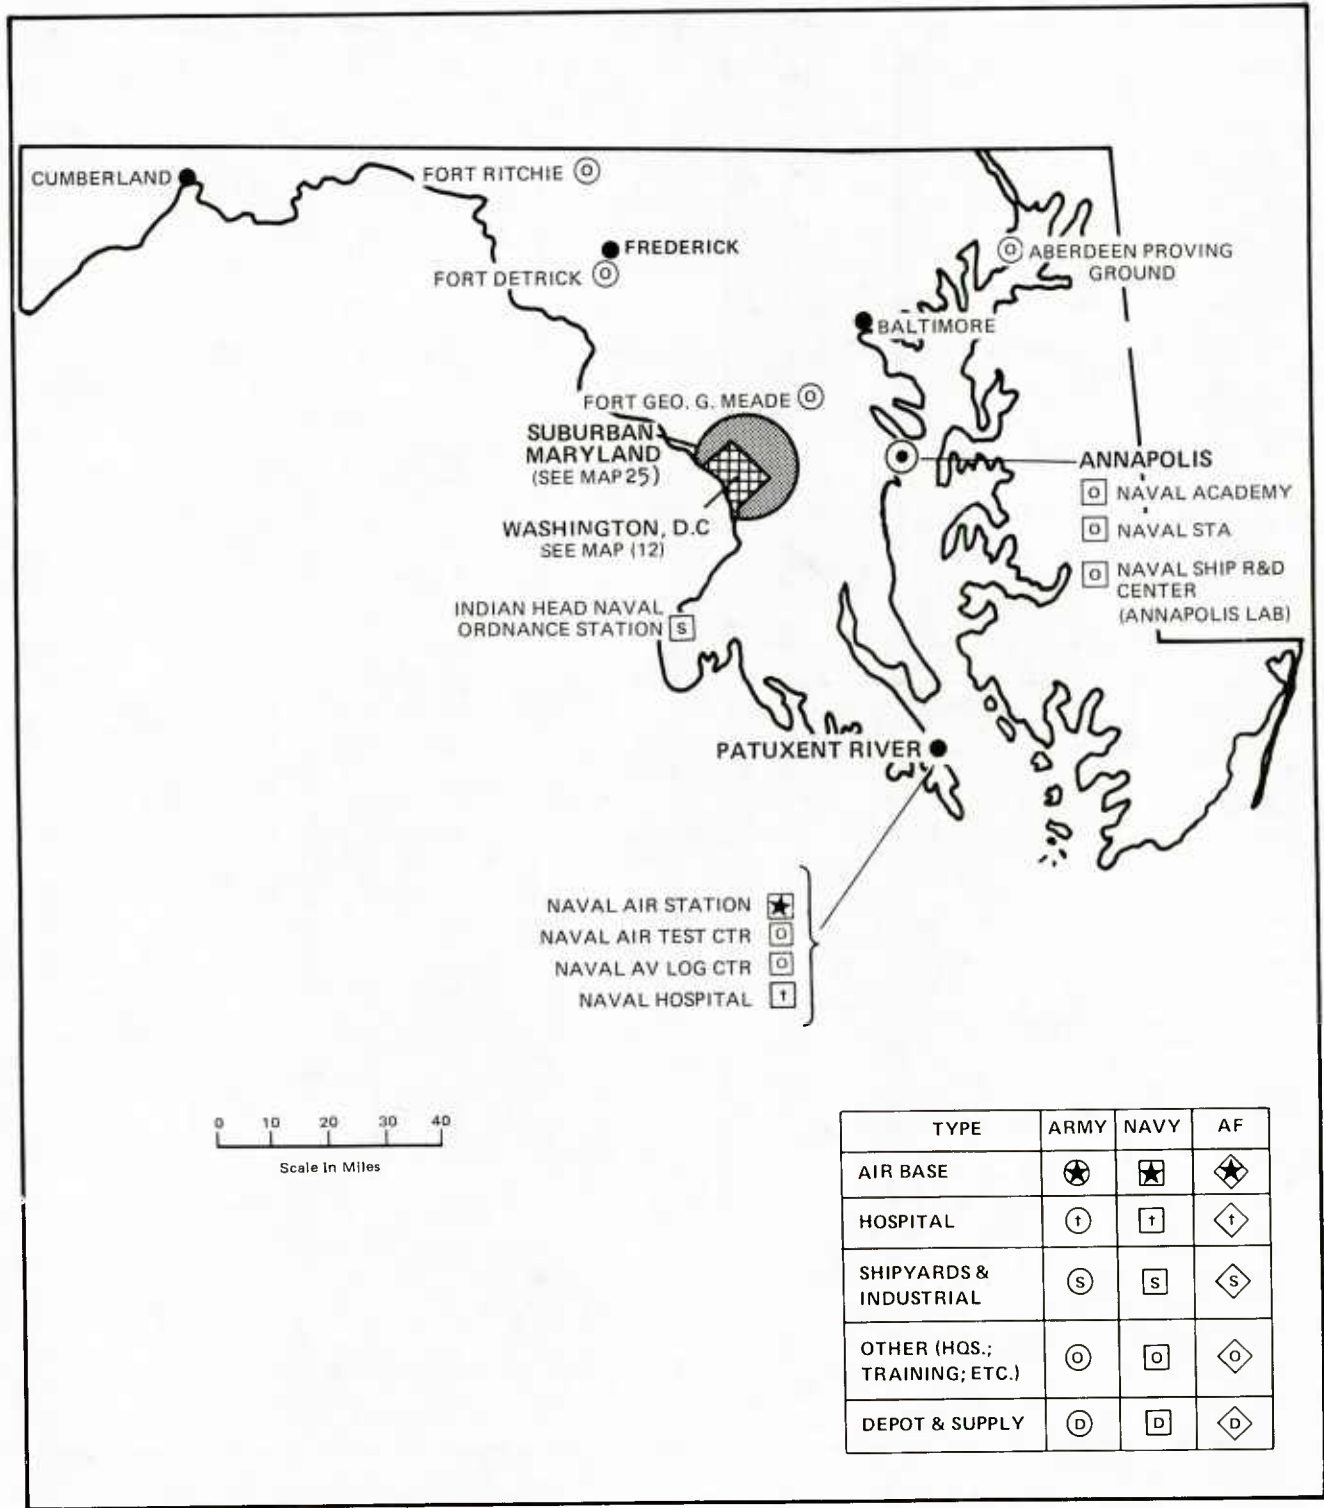 CUMBERLAND
FORT RITCHIE O
FREDERICK
FORT DETRICK O
O ABERDEEN PROVING
GROUND
BALTIMORE
FORT GEO. G. MEADE O
SUBURBAN
MARYLAND
(SEE MAP 25)
WASHINGTON, D.C
SEE MAP (12)
ANNAPOLIS
O NAVAL ACADEMY
O NAVAL STA
O NAVAL SHIP R&D
CENTER
(ANNAPOLIS LAB)
INDIAN HEAD NAVAL
ORDNANCE STATION S
PATUXENT RIVER
NAVAL AIR STATION ★
NAVAL AIR TEST CTR O
NAVAL AV LOG CTR O
NAVAL HOSPITAL †
0 10 20 30 40
Scale In Miles
TYPE ARMY NAVY AF
AIR BASE ★ ★ ★
HOSPITAL † † †
SHIPYARDS &
INDUSTRIAL S S S
OTHER (HQS.;
TRAINING; ETC.) O O O
DEPOT & SUPPLY D D D